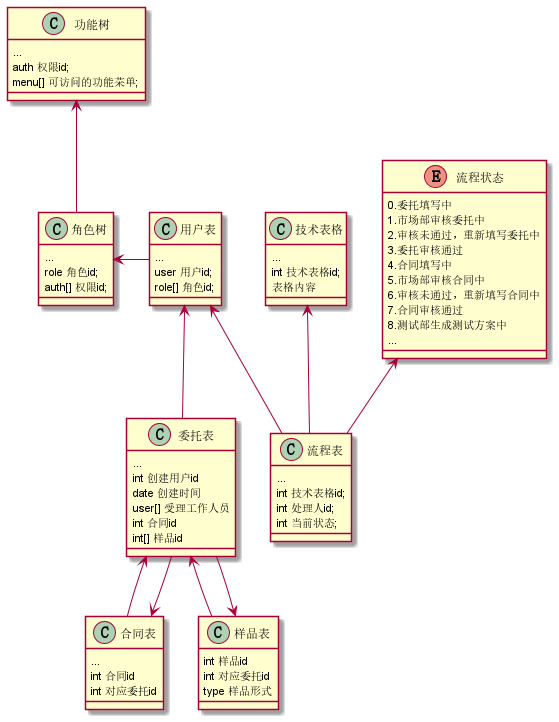 C 功能树
...
auth 权限id;
menu[] 可访问的功能菜单;
E 流程状态
0.委托填写中
1.市场部审核委托中
2.审核未通过，重新填写委托中
3.委托审核通过
4.合同填写中
5.市场部审核合同中
6.审核未通过，重新填写合同中
7.合同审核通过
8.测试部生成测试方案中
...
C 角色树
...
role 角色id;
auth[] 权限id;
C 用户表
...
user 用户id;
role[] 角色id;
C 技术表格
...
int 技术表格id;
表格内容
C 委托表
...
int 创建用户id
date 创建时间
user[] 受理工作人员
int 合同id
int[] 样品id
C 流程表
...
int 技术表格id;
int 处理人id;
int 当前状态;
C 合同表
...
int 合同id
int 对应委托id
C 样品表
int 样品id
int 对应委托id
type 样品形式